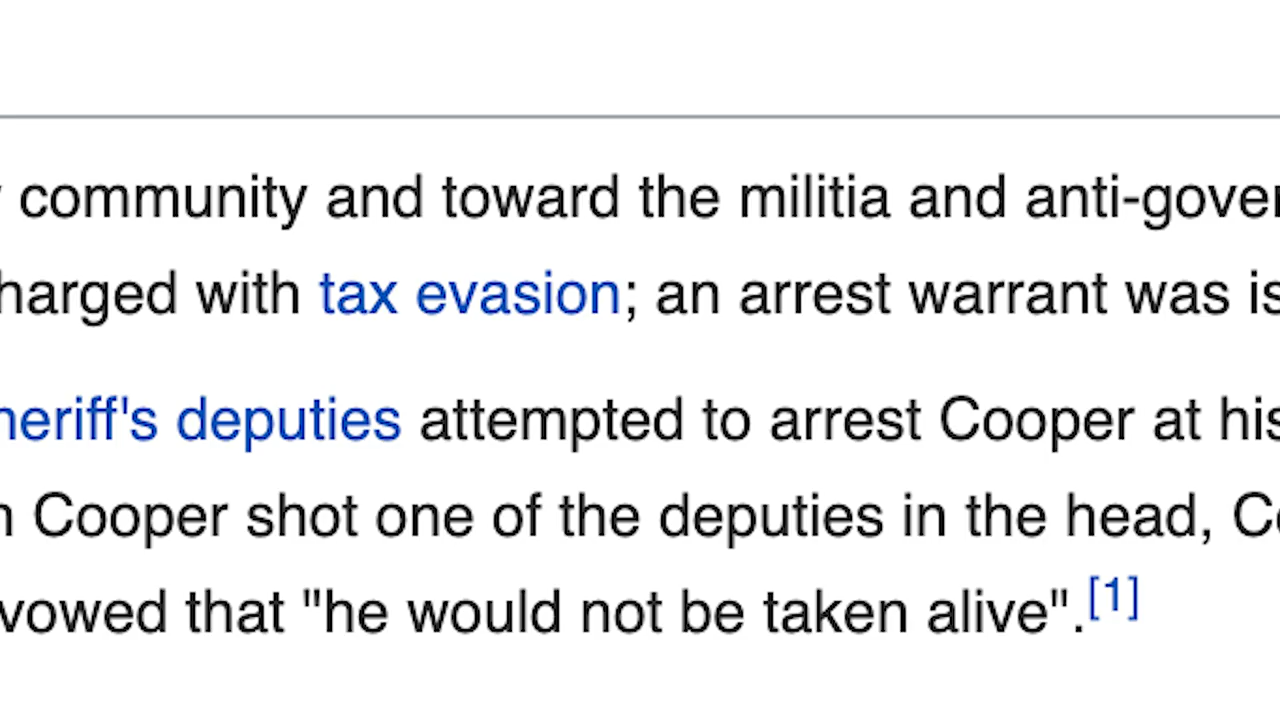 community and toward the militia and anti-gover
harged with tax evasion; an arrest warrant was is
heriff's deputies attempted to arrest Cooper at his
n Cooper shot one of the deputies in the head, Co
vowed that "he would not be taken alive".[1]